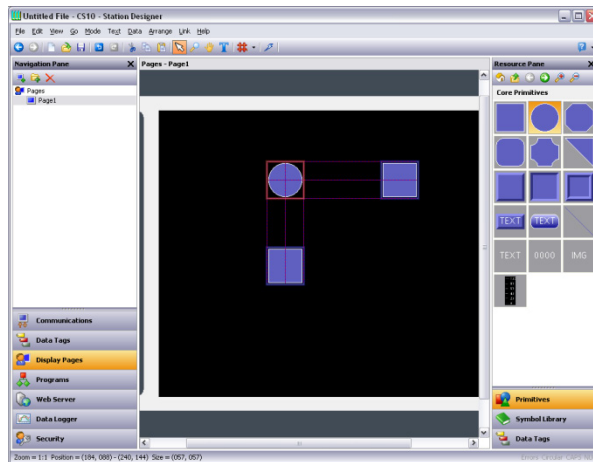 Untitled File - CS10 - Station Designer
File Edit View Go Mode Text Data Arrange Link Help
Navigation Pane
Pages - Page1
Resource Pane
Pages
Page1
Core Primitives
TEXT TEXT
TEXT 0000 IMG
Communications
Data Tags
Display Pages
Programs
Web Server
Data Logger
Security
Primitives
Symbol Library
Data Tags
Zoom = 1:1 Position = (184, 088) - (240, 144) Size = (057, 057)